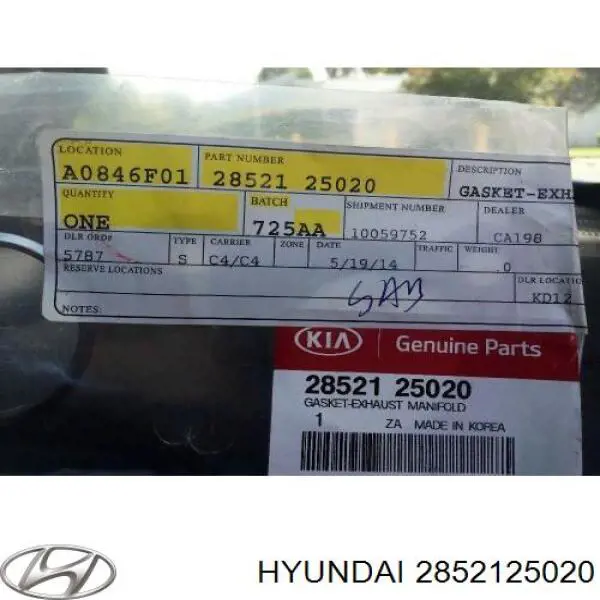 LOCATION PART NUMBER DESCRIPTION
A0846F01 28521 25020 GASKET-EXH
QUANTITY BATCH SHIPMENT NUMBER DEALER
ONE 725AA 10059752 CA198
DLR ORD# TYPE CARRIER ZONE DATE TRAFFIC WEIGHT
5787 S C4/C4 5/19/14 .0
RESERVE LOCATIONS DLR LOCATION
KD12
NOTES: SAM
KIA Genuine Parts
28521 25020
GASKET-EXHAUST MANIFOLD
1 ZA MADE IN KOREA
HYUNDAI 2852125020